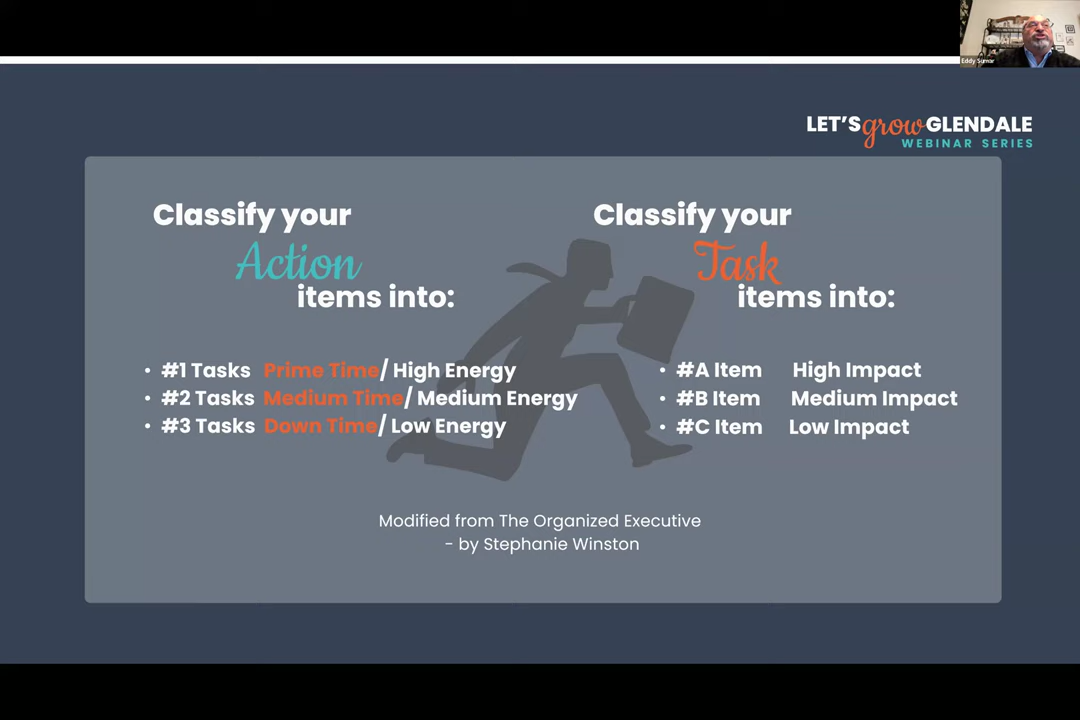 Eddy Sumar
LET'S grow GLENDALE
WEBINAR SERIES
Classify your
Action
items into:
• #1 Tasks Prime Time/ High Energy
• #2 Tasks Medium Time/ Medium Energy
• #3 Tasks Down Time/ Low Energy
Classify your
Task
items into:
• #A Item High Impact
• #B Item Medium Impact
• #C Item Low Impact
Modified from The Organized Executive
- by Stephanie Winston